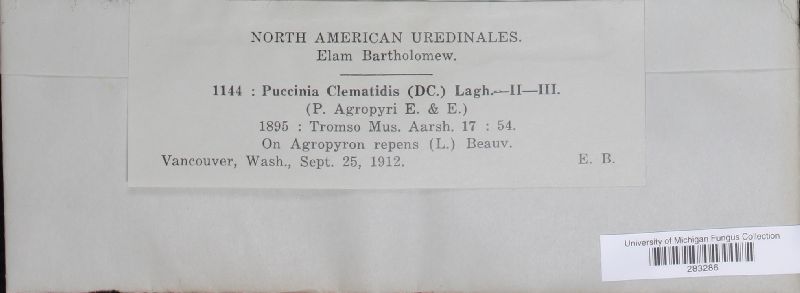 NORTH AMERICAN UREDINALES.
Elam Bartholomew.
1144 : Puccinia Clematidis (DC.) Lagh.—II—III.
(P. Agropyri E. & E.)
1895 : Tromso Mus. Aarsh. 17 : 54.
On Agropyron repens (L.) Beauv.
Vancouver, Wash., Sept. 25, 1912. E. B.
University of Michigan Fungus Collection
283286